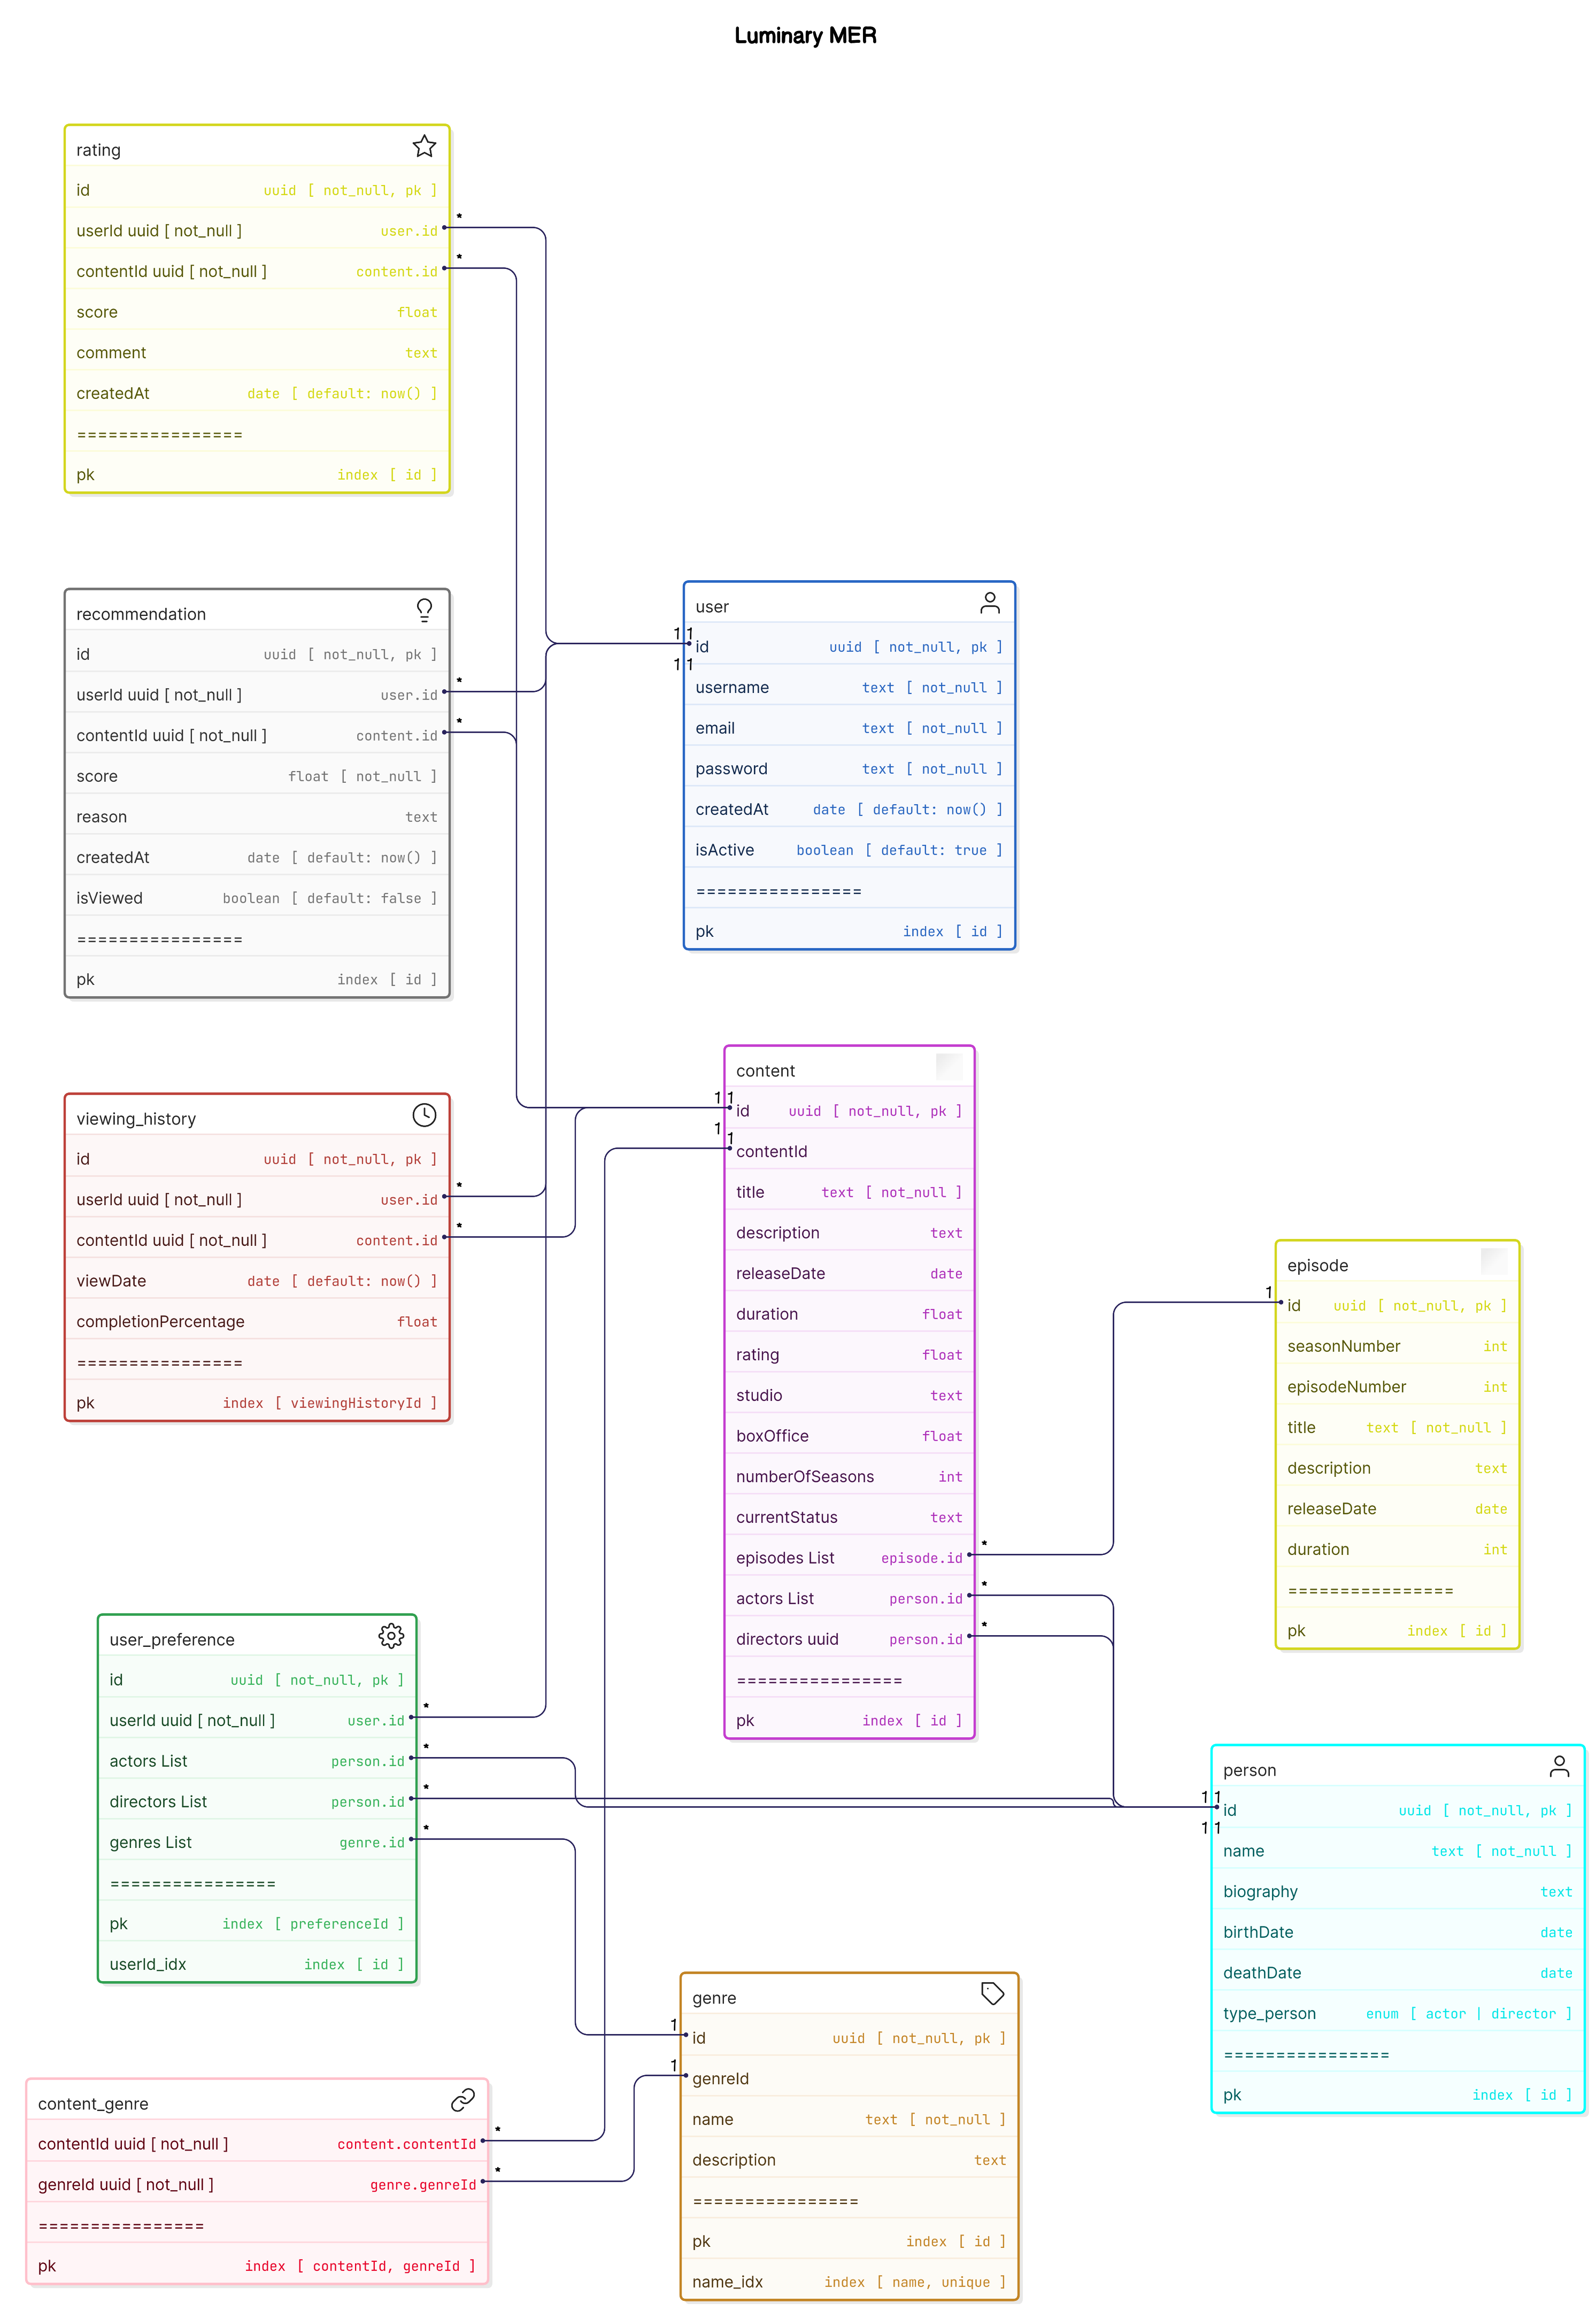 Luminary MER
rating
id uuid [ not_null, pk ]
userId uuid [ not_null ] user.id *
contentId uuid [ not_null ] content.id *
score float
comment text
createdAt date [ default: now() ]
================
pk index [ id ]
recommendation
id uuid [ not_null, pk ]
userId uuid [ not_null ] user.id *
contentId uuid [ not_null ] content.id *
score float [ not_null ]
reason text
createdAt date [ default: now() ]
isViewed boolean [ default: false ]
================
pk index [ id ]
user
1 1
id uuid [ not_null, pk ]
1 1
username text [ not_null ]
email text [ not_null ]
password text [ not_null ]
createdAt date [ default: now() ]
isActive boolean [ default: true ]
================
pk index [ id ]
viewing_history
id uuid [ not_null, pk ]
userId uuid [ not_null ] user.id *
contentId uuid [ not_null ] content.id *
viewDate date [ default: now() ]
completionPercentage float
================
pk index [ viewingHistoryId ]
content
1 1
id uuid [ not_null, pk ]
1 1
contentId
title text [ not_null ]
description text
releaseDate date
duration float
rating float
studio text
boxOffice float
numberOfSeasons int
currentStatus text
episodes List episode.id *
actors List person.id *
directors uuid person.id *
================
pk index [ id ]
episode
1
id uuid [ not_null, pk ]
seasonNumber int
episodeNumber int
title text [ not_null ]
description text
releaseDate date
duration int
================
pk index [ id ]
user_preference
id uuid [ not_null, pk ]
userId uuid [ not_null ] user.id *
actors List person.id *
directors List person.id *
genres List genre.id *
================
pk index [ preferenceId ]
userId_idx index [ id ]
person
1 1
id uuid [ not_null, pk ]
1 1
name text [ not_null ]
biography text
birthDate date
deathDate date
type_person enum [ actor | director ]
================
pk index [ id ]
genre
1
id uuid [ not_null, pk ]
1
genreId
name text [ not_null ]
description text
================
pk index [ id ]
name_idx index [ name, unique ]
content_genre
contentId uuid [ not_null ] content.contentId *
genreId uuid [ not_null ] genre.genreId *
================
pk index [ contentId, genreId ]